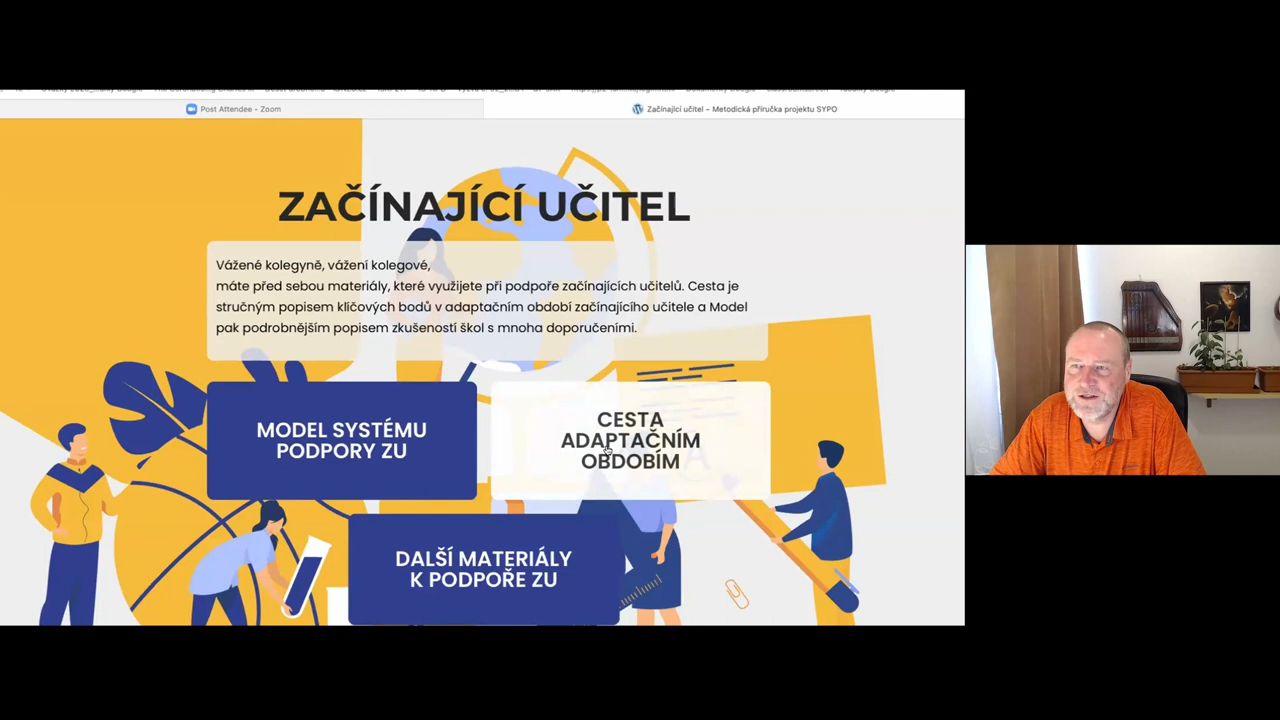 Post Attendee - Zoom
Začínající učitel – Metodická příručka projektu SYPO
ZAČÍNAJÍCÍ UČITEL
Vážené kolegyně, vážení kolegové,
máte před sebou materiály, které využijete při podpoře začínajících učitelů. Cesta je
stručným popisem klíčových bodů v adaptačním období začínajícího učitele a Model
pak podrobnějším popisem zkušeností škol s mnoha doporučeními.
MODEL SYSTÉMU
PODPORY ZU
CESTA
ADAPTAČNÍM
OBDOBÍM
DALŠÍ MATERIÁLY
K PODPOŘE ZU